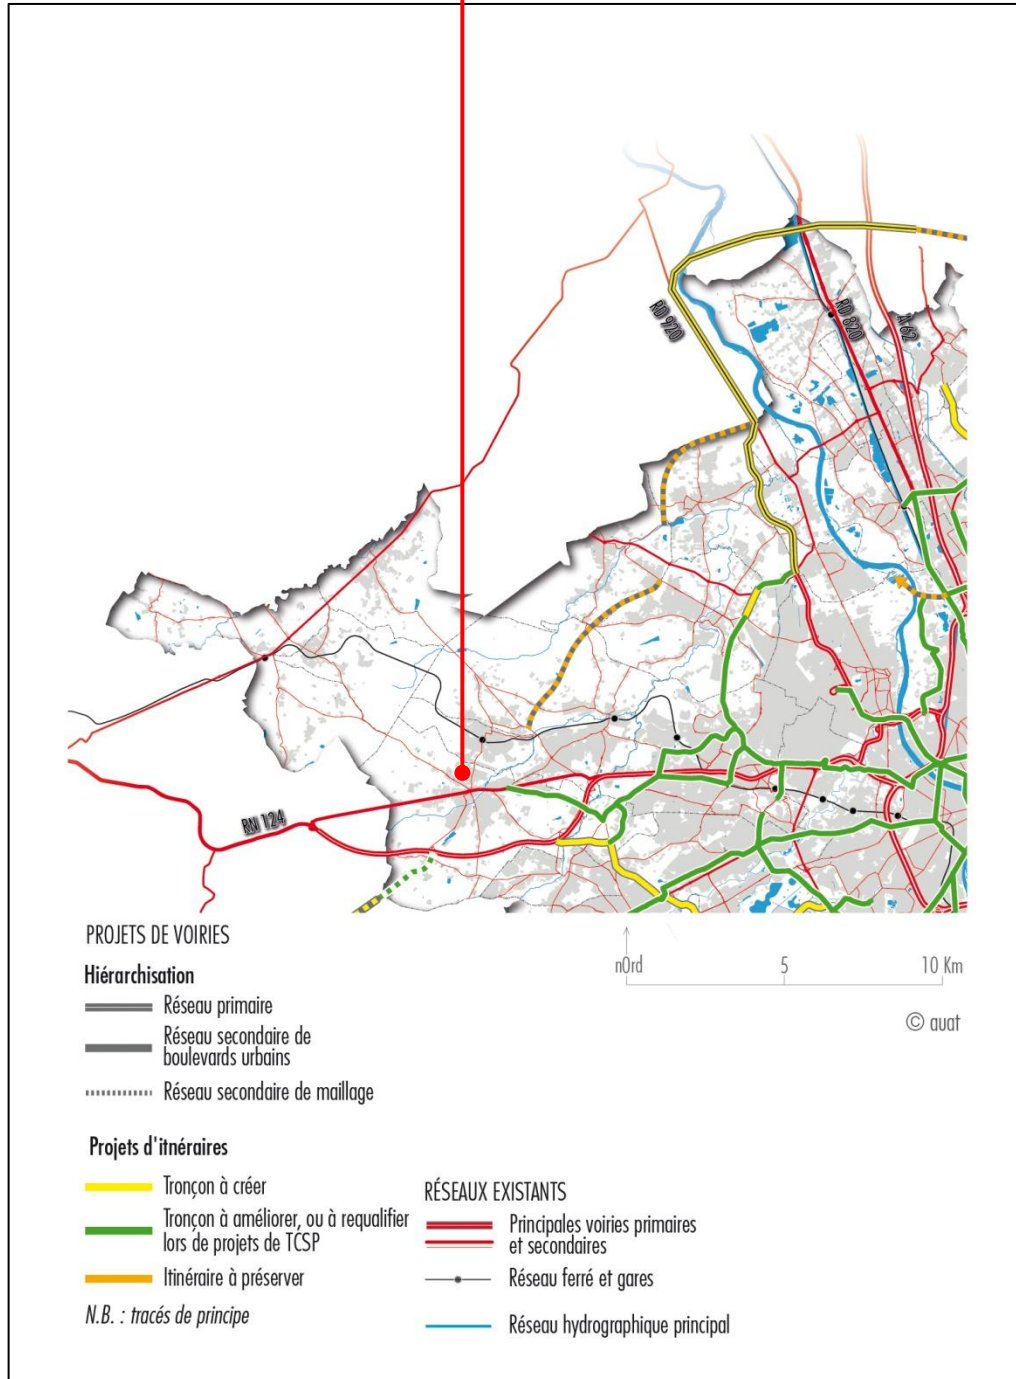 RD 920
RD 820
A 62
RN 124
PROJETS DE VOIRIES
Hiérarchisation
Réseau primaire
Réseau secondaire de
boulevards urbains
Réseau secondaire de maillage
nOrd 5 10 Km
© auat
Projets d'itnéraires
Tronçon à créer
Tronçon à améliorer, ou à requalifier
lors de projets de TCSP
Itinéraire à préserver
N.B. : tracés de principe
RÉSEAUX EXISTANTS
Principales voiries primaires
et secondaires
Réseau ferré et gares
Réseau hydrographique principal